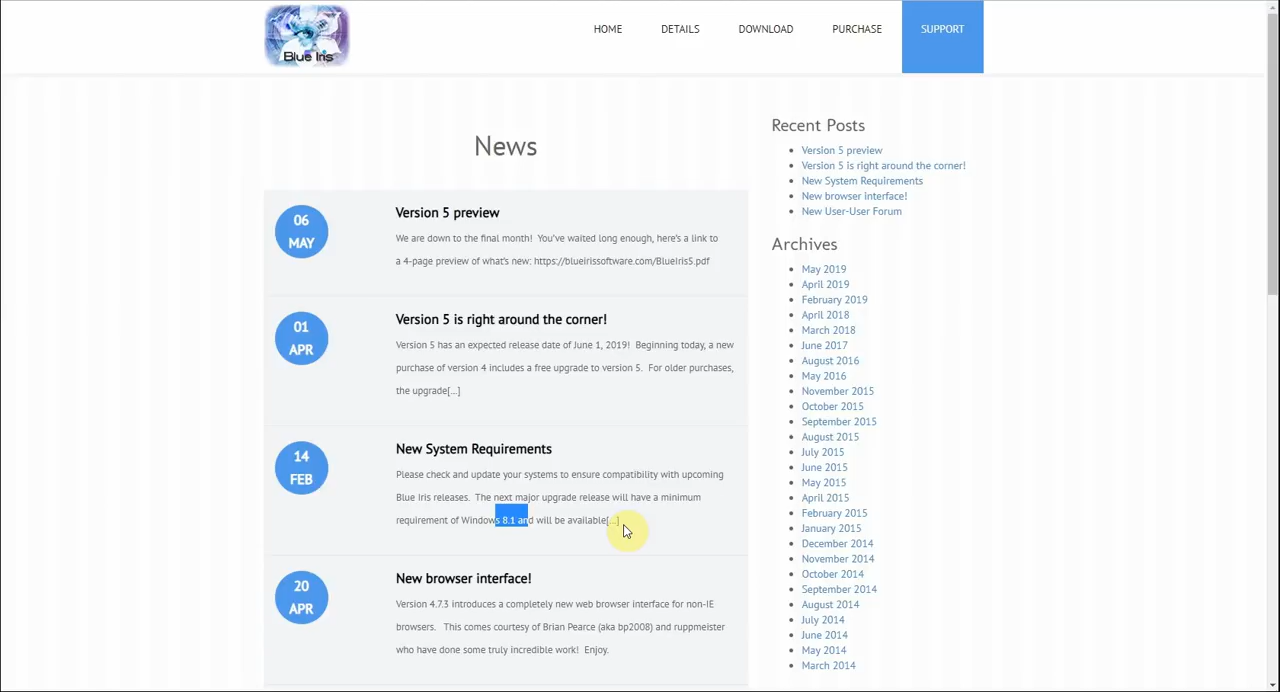 Blue Iris
HOME
DETAILS
DOWNLOAD
PURCHASE
SUPPORT
News
06
MAY
Version 5 preview
We are down to the final month!  You've waited long enough, here's a link to
a 4-page preview of what's new: https://blueirissoftware.com/BlueIris5.pdf
01
APR
Version 5 is right around the corner!
Version 5 has an expected release date of June 1, 2019!  Beginning today, a new
purchase of version 4 includes a free upgrade to version 5.  For older purchases,
the upgrade[...]
14
FEB
New System Requirements
Please check and update your systems to ensure compatibility with upcoming
Blue Iris releases.  The next major upgrade release will have a minimum
requirement of Windows 8.1 and will be available[...]
20
APR
New browser interface!
Version 4.7.3 introduces a completely new web browser interface for non-IE
browsers.   This comes courtesy of Brian Pearce (aka bp2008) and ruppmeister
who have done some truly incredible work!  Enjoy.
Recent Posts
Version 5 preview
Version 5 is right around the corner!
New System Requirements
New browser interface!
New User-User Forum
Archives
May 2019
April 2019
February 2019
April 2018
March 2018
June 2017
August 2016
May 2016
November 2015
October 2015
September 2015
August 2015
July 2015
June 2015
May 2015
April 2015
February 2015
January 2015
December 2014
November 2014
October 2014
September 2014
August 2014
July 2014
June 2014
May 2014
March 2014